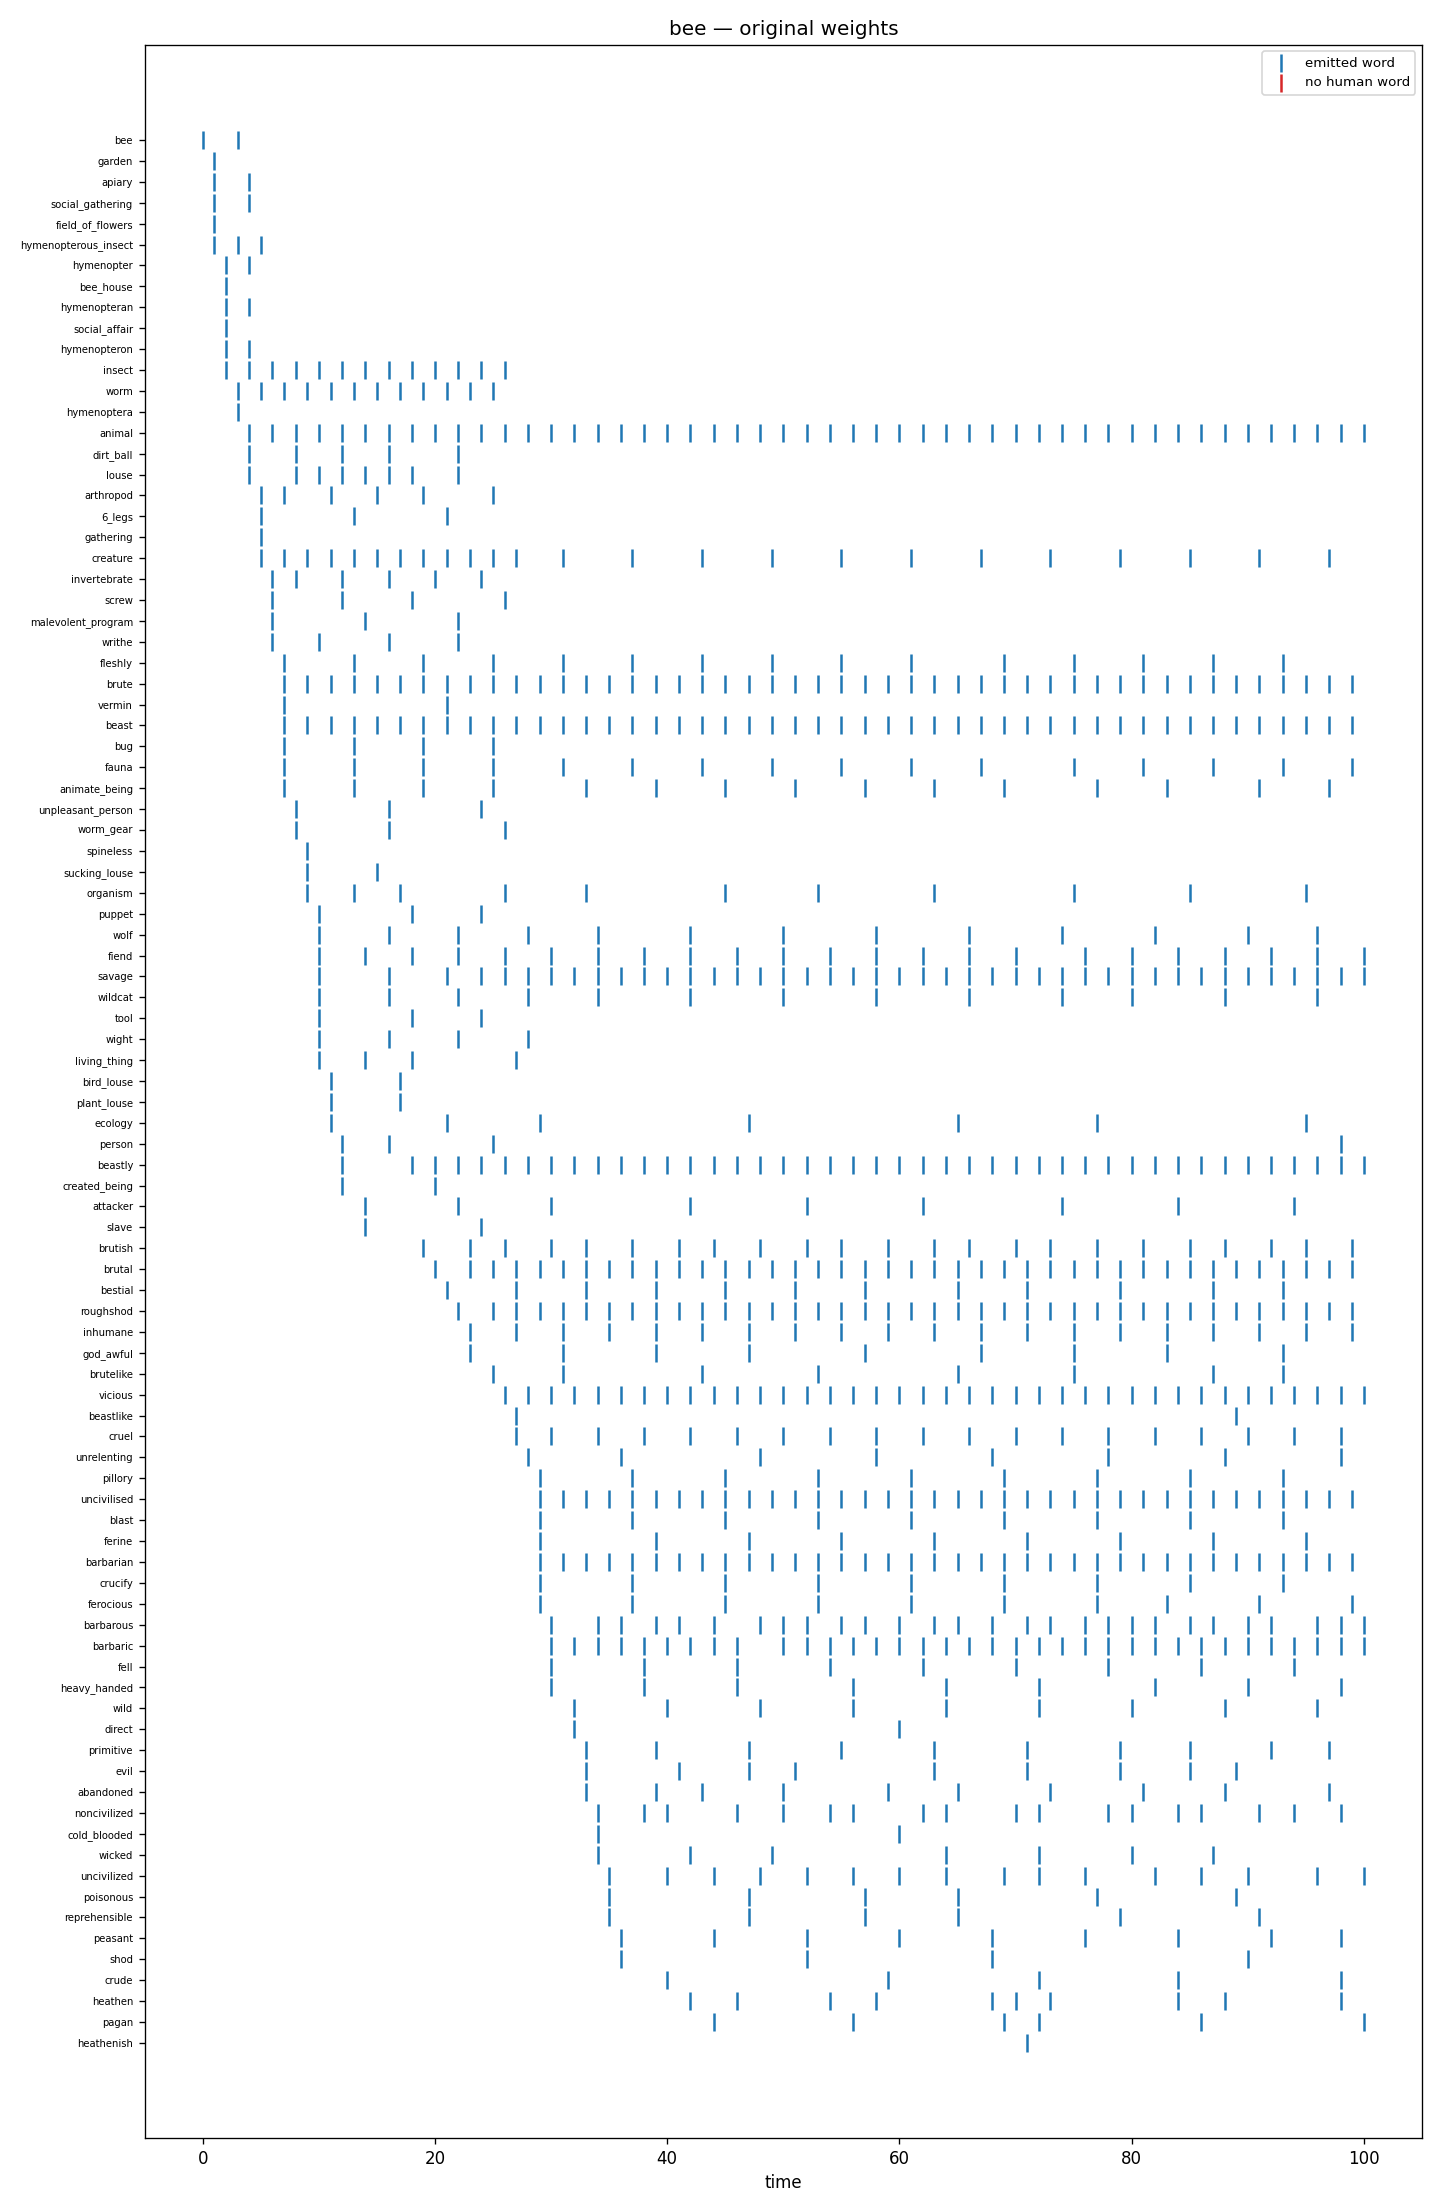 bee — original weights
emitted word
no human word
bee
garden
apiary
social_gathering
field_of_flowers
hymenopterous_insect
hymenopter
bee_house
hymenopteran
social_affair
hymenopteron
insect
worm
hymenoptera
animal
dirt_ball
louse
arthropod
6_legs
gathering
creature
invertebrate
screw
malevolent_program
writhe
fleshly
brute
vermin
beast
bug
fauna
animate_being
unpleasant_person
worm_gear
spineless
sucking_louse
organism
puppet
wolf
fiend
savage
wildcat
tool
wight
living_thing
bird_louse
plant_louse
ecology
person
beastly
created_being
attacker
slave
brutish
brutal
bestial
roughshod
inhumane
god_awful
brutelike
vicious
beastlike
cruel
unrelenting
pillory
uncivilised
blast
ferine
barbarian
crucify
ferocious
barbarous
barbaric
fell
heavy_handed
wild
direct
primitive
evil
abandoned
noncivilized
cold_blooded
wicked
uncivilized
poisonous
reprehensible
peasant
shod
crude
heathen
pagan
heathenish
0 20 40 60 80 100
time